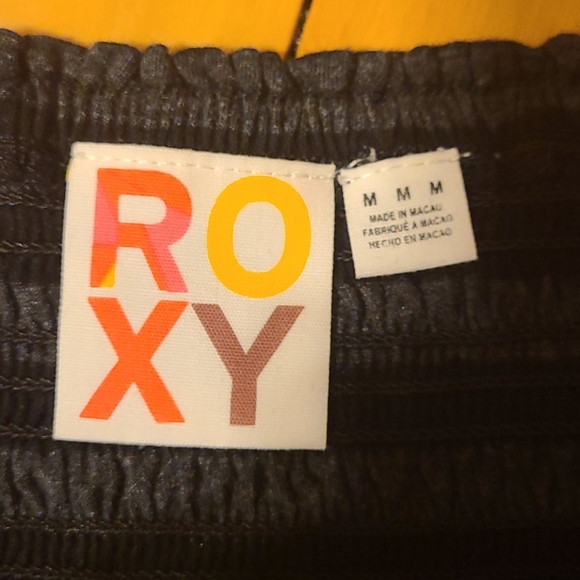 RO
XY
M M M
MADE IN MACAU
FABRIQUÉ À MACAO
HECHO EN MACAO